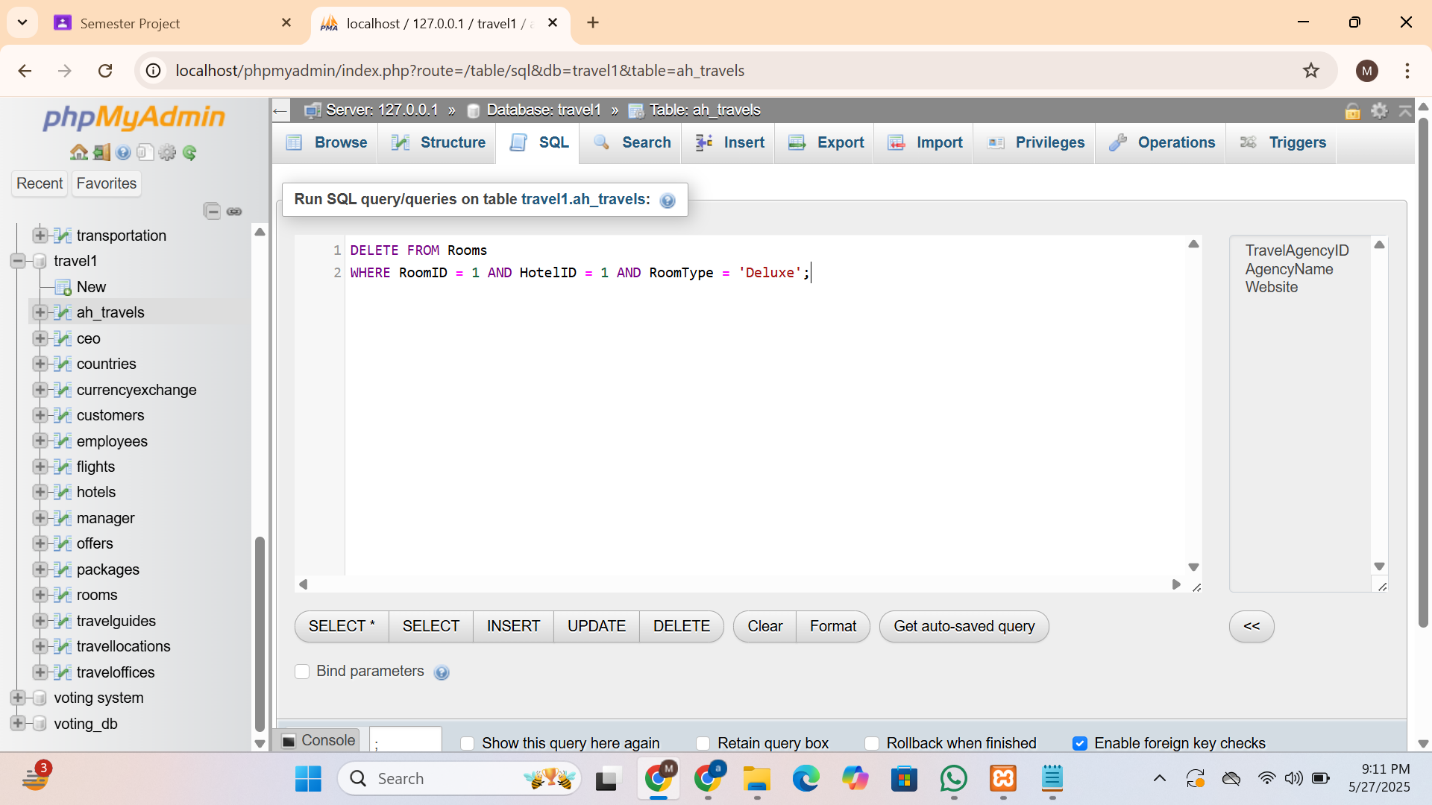 Semester Project
localhost / 127.0.0.1 / travel1 /
localhost/phpmyadmin/index.php?route=/table/sql&db=travel1&table=ah_travels
M
phpMyAdmin
Recent
Favorites
transportation
travel1
New
ah_travels
ceo
countries
currencyexchange
customers
employees
flights
hotels
manager
offers
packages
rooms
travelguides
travellocations
traveloffices
voting system
voting_db
Server: 127.0.0.1 » Database: travel1 » Table: ah_travels
Browse Structure SQL Search Insert Export Import Privileges Operations Triggers
Run SQL query/queries on table travel1.ah_travels:
1 DELETE FROM Rooms
2 WHERE RoomID = 1 AND HotelID = 1 AND RoomType = 'Deluxe';
TravelAgencyID
AgencyName
Website
SELECT * SELECT INSERT UPDATE DELETE Clear Format Get auto-saved query <<
Bind parameters
Console ; Show this query here again Retain query box Rollback when finished Enable foreign key checks
3
Search
M
a
9:11 PM
5/27/2025